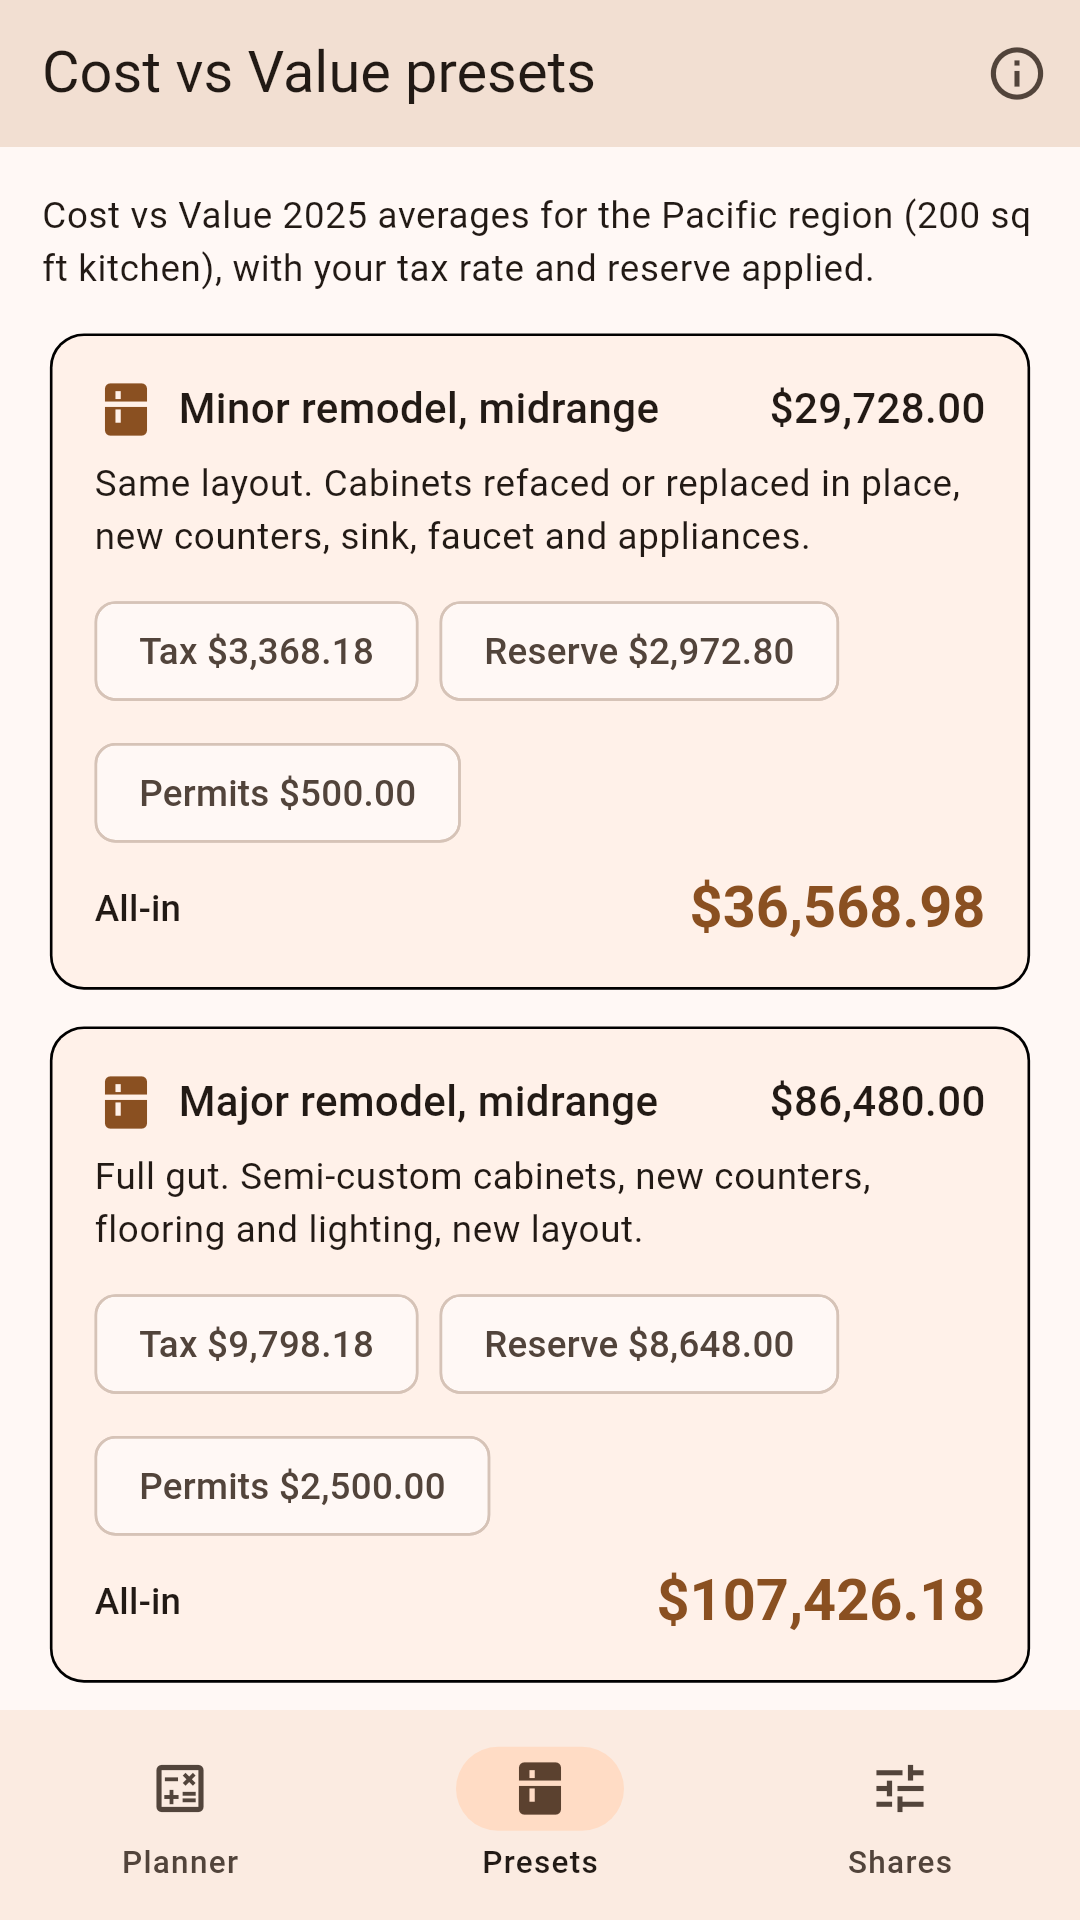 Cost vs Value presets
Cost vs Value 2025 averages for the Pacific region (200 sq
ft kitchen), with your tax rate and reserve applied.
Minor remodel, midrange $29,728.00
Same layout. Cabinets refaced or replaced in place,
new counters, sink, faucet and appliances.
Tax $3,368.18 Reserve $2,972.80
Permits $500.00
All-in $36,568.98
Major remodel, midrange $86,480.00
Full gut. Semi-custom cabinets, new counters,
flooring and lighting, new layout.
Tax $9,798.18 Reserve $8,648.00
Permits $2,500.00
All-in $107,426.18
Planner Presets Shares